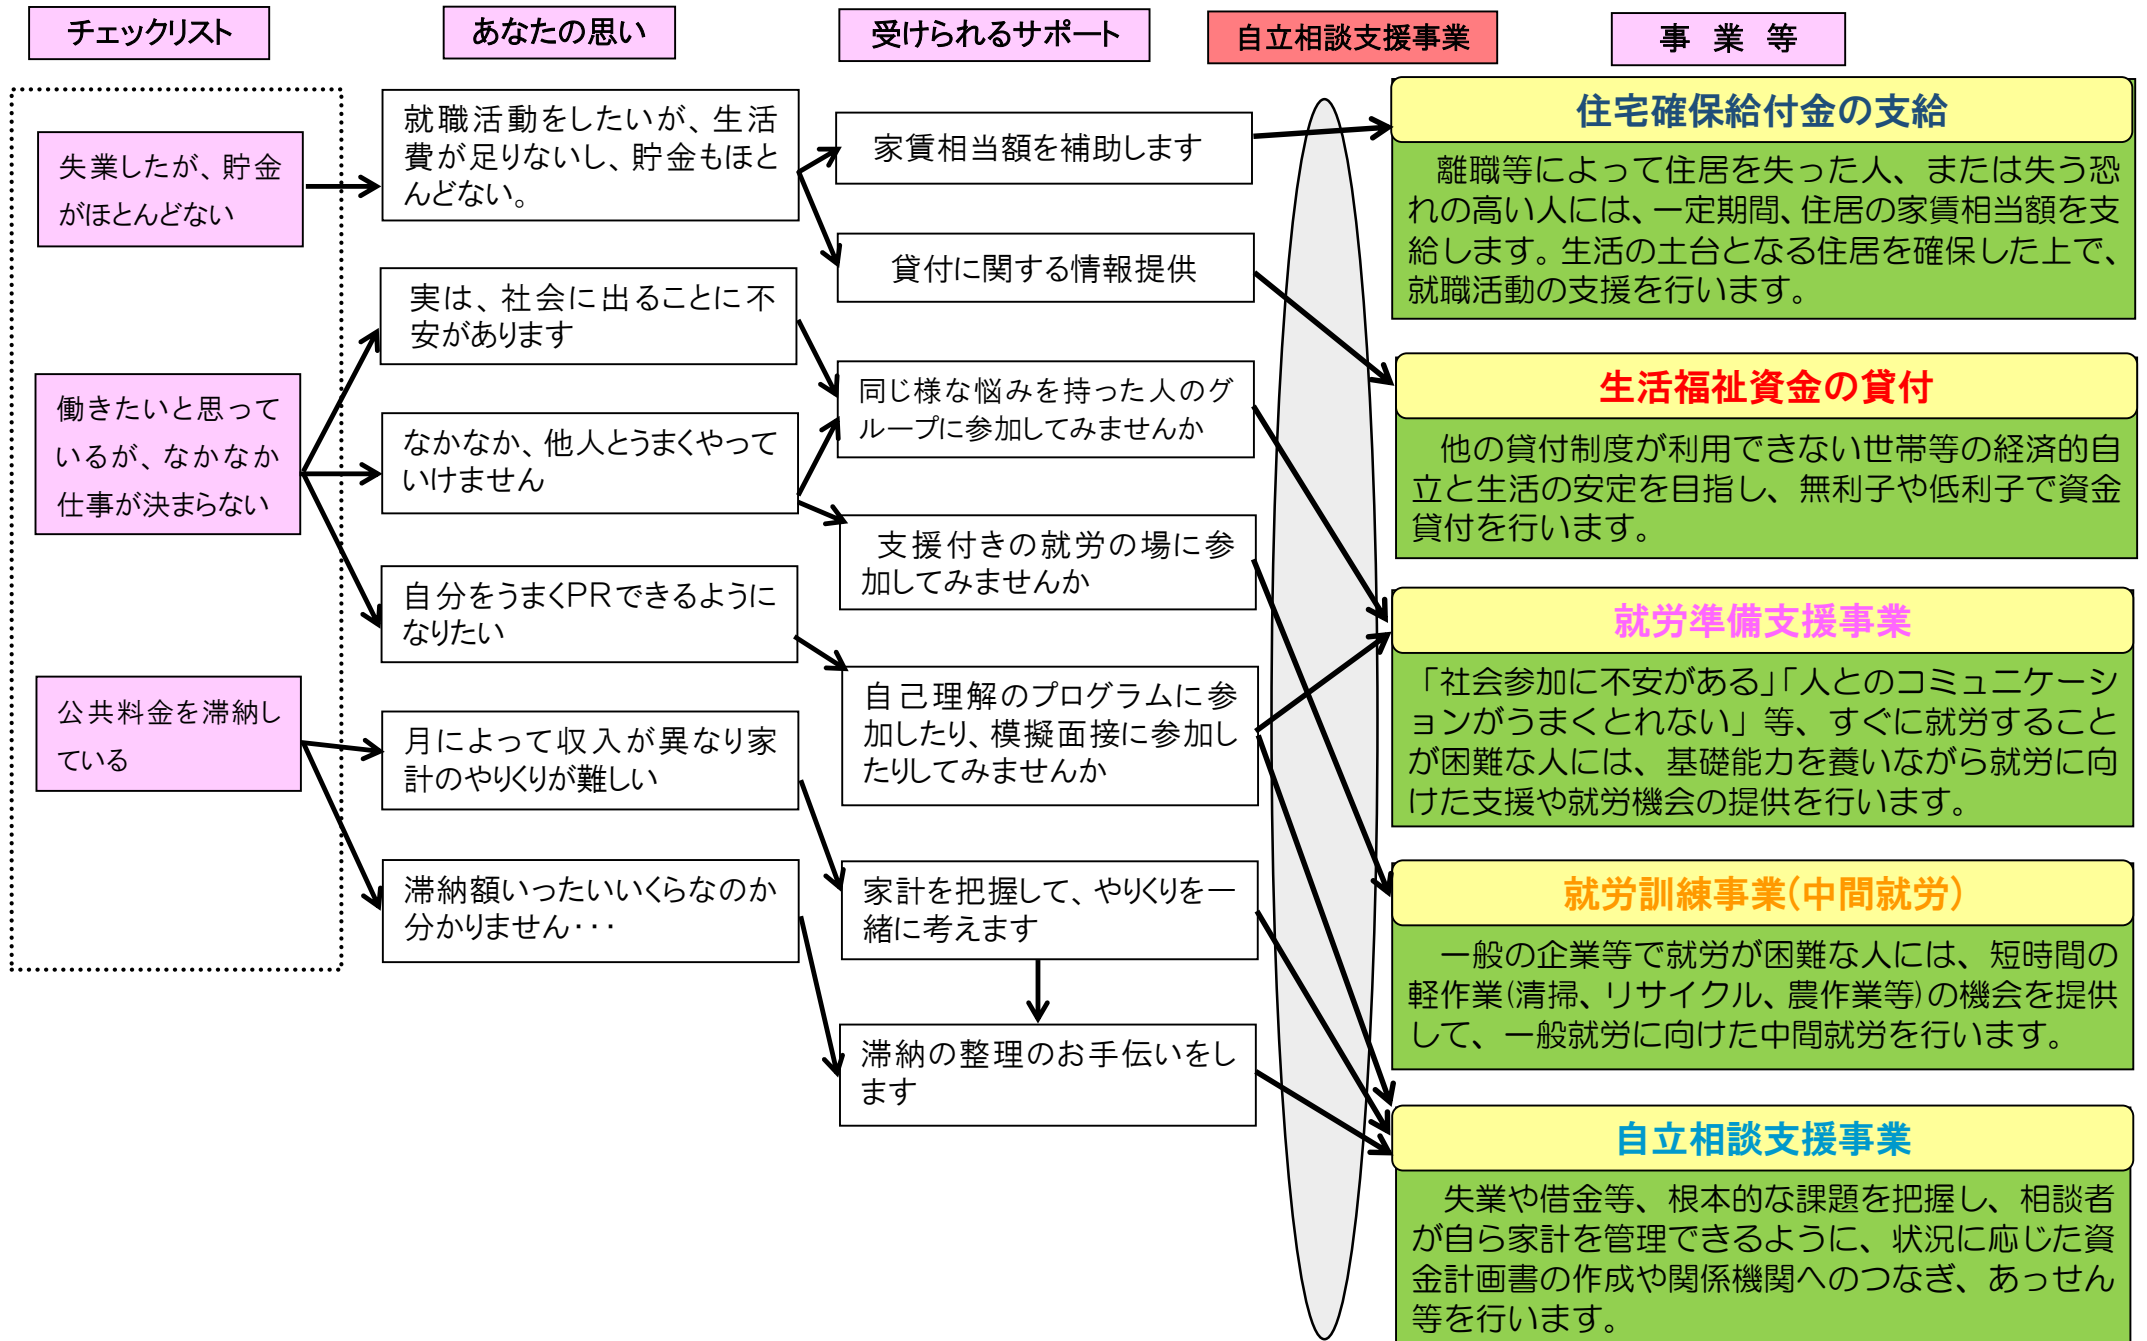 チェックリスト
あなたの思い
受けられるサポート
自立相談支援事業
事 業 等
失業したが、貯金
がほとんどない
働きたいと思って
いるが、なかなか
仕事が決まらない
公共料金を滞納し
ている
就職活動をしたいが、生活
費が足りないし、貯金もほと
んどない。
実は、社会に出ることに不
安があります
なかなか、他人とうまくやって
いけません
自分をうまくPRできるように
なりたい
月によって収入が異なり家
計のやりくりが難しい
滞納額いったいいくらなのか
分かりません・・・
家賃相当額を補助します
貸付に関する情報提供
同じ様な悩みを持った人のグ
ループに参加してみませんか
支援付きの就労の場に参
加してみませんか
自己理解のプログラムに参
加したり、模擬面接に参加し
たりしてみませんか
家計を把握して、やりくりを一
緒に考えます
滞納の整理のお手伝いをし
ます
住宅確保給付金の支給
離職等によって住居を失った人、または失う恐
れの高い人には、一定期間、住居の家賃相当額を支
給します。生活の土台となる住居を確保した上で、
就職活動の支援を行います。
生活福祉資金の貸付
他の貸付制度が利用できない世帯等の経済的自
立と生活の安定を目指し、無利子や低利子で資金
貸付を行います。
就労準備支援事業
「社会参加に不安がある」「人とのコミュニケーシ
ョンがうまくとれない」等、すぐに就労すること
が困難な人には、基礎能力を養いながら就労に向
けた支援や就労機会の提供を行います。
就労訓練事業(中間就労)
一般の企業等で就労が困難な人には、短時間の
軽作業(清掃、リサイクル、農作業等)の機会を提供
して、一般就労に向けた中間就労を行います。
自立相談支援事業
失業や借金等、根本的な課題を把握し、相談者
が自ら家計を管理できるように、状況に応じた資
金計画書の作成や関係機関へのつなぎ、あっせん
等を行います。